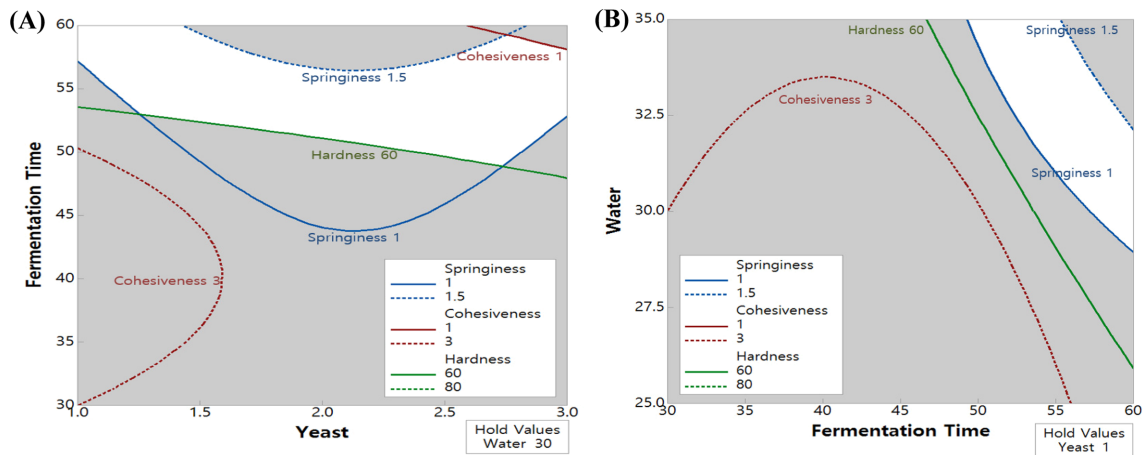 (A)
60
55
50
45
40
35
30
Fermentation Time
Springiness 1.5
Cohesiveness 1
Hardness 60
Springiness 1
Cohesiveness 3
Springiness
1
1.5
Cohesiveness
1
3
Hardness
60
80
1.0
1.5
2.0
2.5
3.0
Yeast
Hold Values
Water 30
(B)
35.0
32.5
30.0
27.5
25.0
Water
Hardness 60
Springiness 1.5
Cohesiveness 3
Springiness 1
Springiness
1
1.5
Cohesiveness
1
3
Hardness
60
80
30
35
40
45
50
55
60
Fermentation Time
Hold Values
Yeast 1